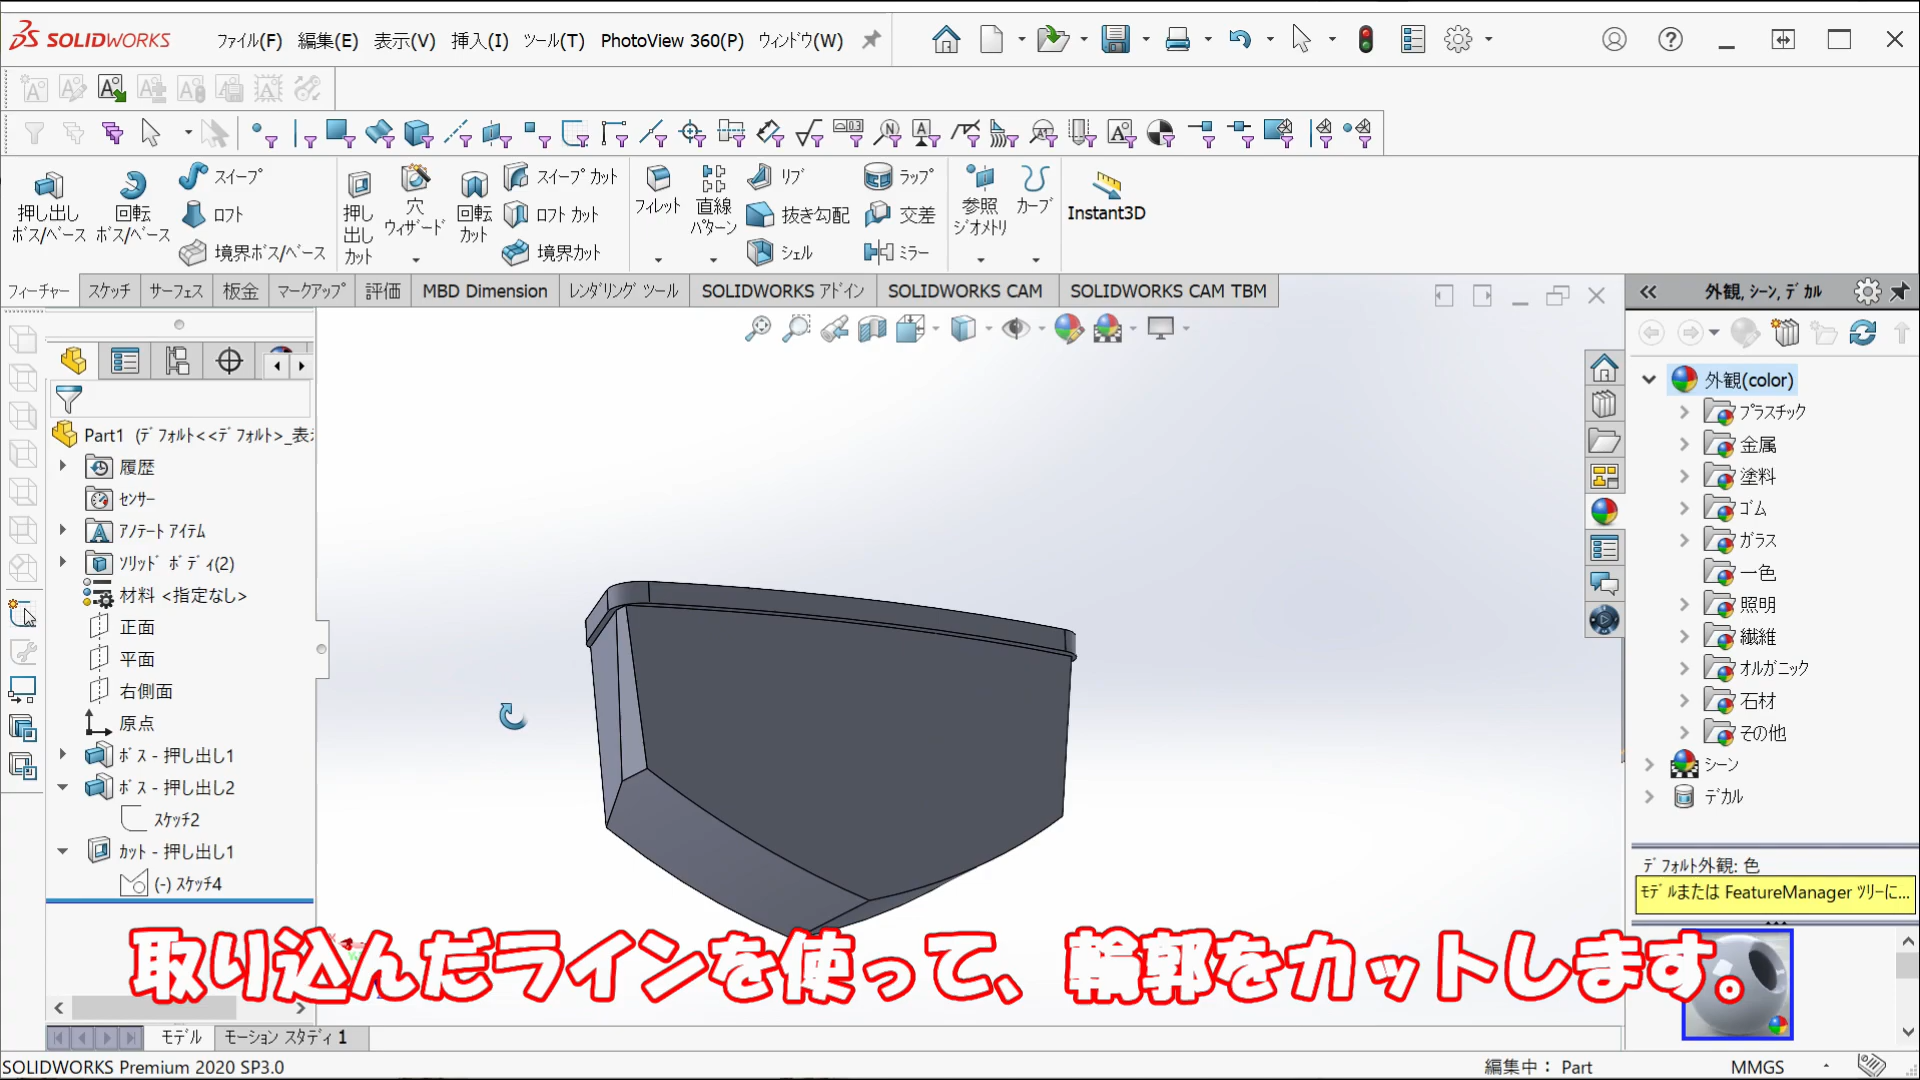 SOLIDWORKS
ファイル(F) 編集(E) 表示(V) 挿入(I) ツール(T) PhotoView 360(P) ウィンドウ(W)
押し出し
ボス/ベース
回転
ボス/ベース
スイープ
ロフト
境界ボス/ベース
押し
出し
カット
穴
ウィザード
回転
カット
スイープ カット
ロフト カット
境界カット
フィレット
直線
パターン
リブ
抜き勾配
シェル
ラップ
交差
ミラー
参照
ジオメトリ
カーブ
Instant3D
フィーチャー スケッチ サーフェス 板金 マークアップ 評価 MBD Dimension レンダリング ツール SOLIDWORKS アドイン SOLIDWORKS CAM SOLIDWORKS CAM TBM
外観, シーン, デカル
Part1 (デフォルト<<デフォルト>_表
履歴
センサー
アノテート アイテム
ソリッド ボディ(2)
材料 <指定なし>
正面
平面
右側面
原点
ボス - 押し出し1
ボス - 押し出し2
スケッチ2
カット - 押し出し1
(-) スケッチ4
外観(color)
プラスチック
金属
塗料
ゴム
ガラス
一色
照明
繊維
オルガニック
石材
その他
シーン
デカル
デフォルト外観: 色
モデルまたは FeatureManager ツリーに...
取り込んだラインを使って、輪郭をカットします。
モデル モーション スタディ 1
SOLIDWORKS Premium 2020 SP3.0
編集中： Part
MMGS